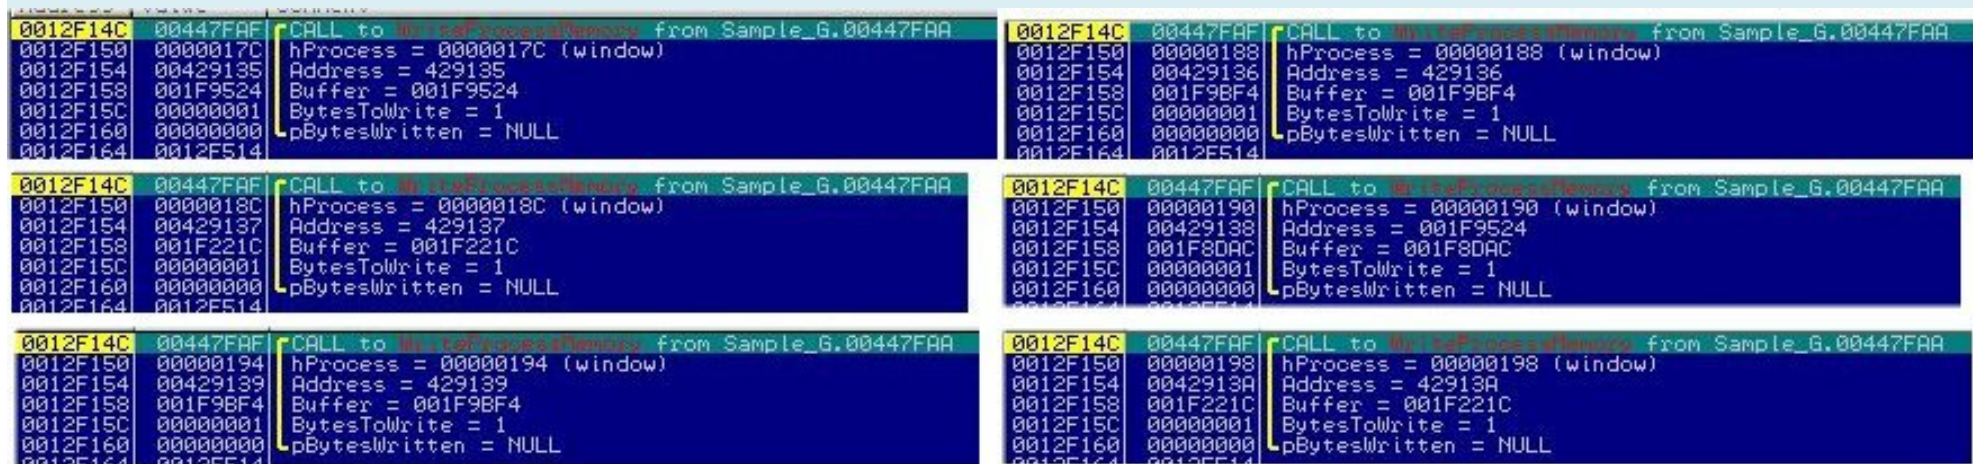 0012F14C 00447FAF CALL to WriteProcessMemory from Sample_G.00447FAA
0012F150 0000017C hProcess = 0000017C (window)
0012F154 00429135 Address = 429135
0012F158 001F9524 Buffer = 001F9524
0012F15C 00000001 BytesToWrite = 1
0012F160 00000000 pBytesWritten = NULL
0012F164 0012F514
0012F14C 00447FAF CALL to WriteProcessMemory from Sample_G.00447FAA
0012F150 00000188 hProcess = 00000188 (window)
0012F154 00429136 Address = 429136
0012F158 001F9BF4 Buffer = 001F9BF4
0012F15C 00000001 BytesToWrite = 1
0012F160 00000000 pBytesWritten = NULL
0012F164 0012F514
0012F14C 00447FAF CALL to WriteProcessMemory from Sample_G.00447FAA
0012F150 0000018C hProcess = 0000018C (window)
0012F154 00429137 Address = 429137
0012F158 001F221C Buffer = 001F221C
0012F15C 00000001 BytesToWrite = 1
0012F160 00000000 pBytesWritten = NULL
0012F164 0012F514
0012F14C 00447FAF CALL to WriteProcessMemory from Sample_G.00447FAA
0012F150 00000190 hProcess = 00000190 (window)
0012F154 00429138 Address = 001F9524
0012F158 001F8DAC Buffer = 001F8DAC
0012F15C 00000001 BytesToWrite = 1
0012F160 00000000 pBytesWritten = NULL
0012F14C 00447FAF CALL to WriteProcessMemory from Sample_G.00447FAA
0012F150 00000194 hProcess = 00000194 (window)
0012F154 00429139 Address = 429139
0012F158 001F9BF4 Buffer = 001F9BF4
0012F15C 00000001 BytesToWrite = 1
0012F160 00000000 pBytesWritten = NULL
0012F14C 00447FAF CALL to WriteProcessMemory from Sample_G.00447FAA
0012F150 00000198 hProcess = 00000198 (window)
0012F154 0042913A Address = 42913A
0012F158 001F221C Buffer = 001F221C
0012F15C 00000001 BytesToWrite = 1
0012F160 00000000 pBytesWritten = NULL